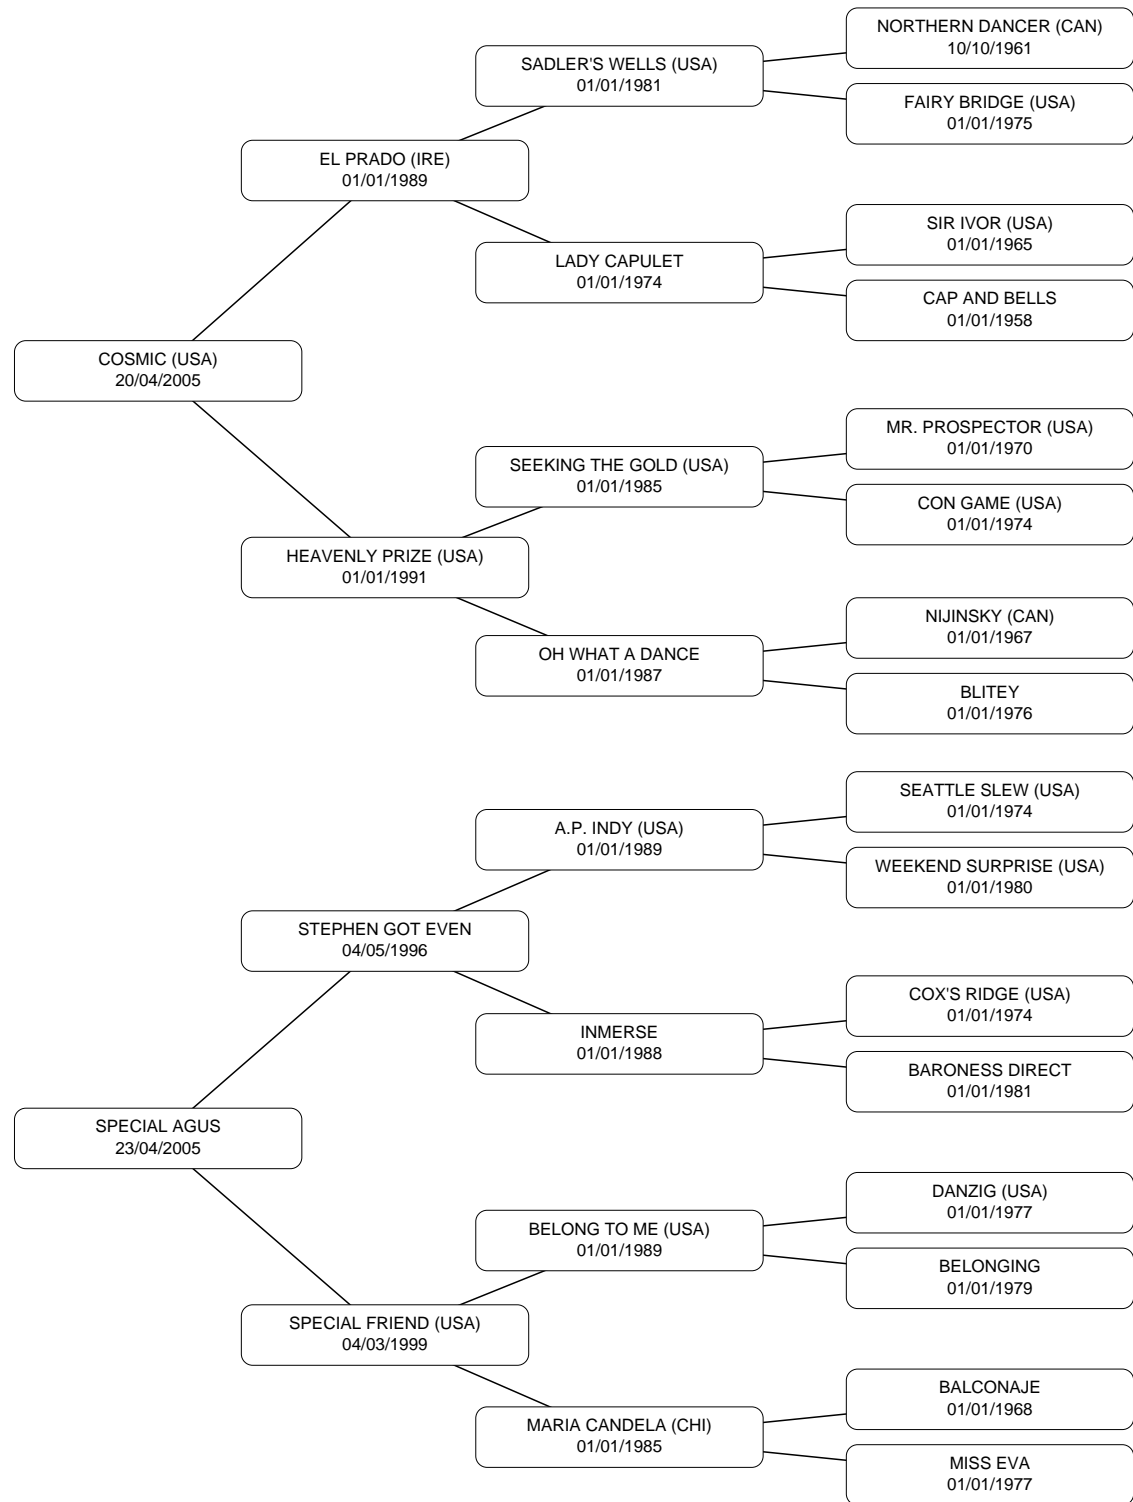 NORTHERN DANCER (CAN)
10/10/1961
SADLER'S WELLS (USA)
01/01/1981
FAIRY BRIDGE (USA)
01/01/1975
EL PRADO (IRE)
01/01/1989
SIR IVOR (USA)
01/01/1965
LADY CAPULET
01/01/1974
CAP AND BELLS
01/01/1958
COSMIC (USA)
20/04/2005
MR. PROSPECTOR (USA)
01/01/1970
SEEKING THE GOLD (USA)
01/01/1985
CON GAME (USA)
01/01/1974
HEAVENLY PRIZE (USA)
01/01/1991
NIJINSKY (CAN)
01/01/1967
OH WHAT A DANCE
01/01/1987
BLITEY
01/01/1976
SEATTLE SLEW (USA)
01/01/1974
A.P. INDY (USA)
01/01/1989
WEEKEND SURPRISE (USA)
01/01/1980
STEPHEN GOT EVEN
04/05/1996
COX'S RIDGE (USA)
01/01/1974
INMERSE
01/01/1988
BARONESS DIRECT
01/01/1981
SPECIAL AGUS
23/04/2005
DANZIG (USA)
01/01/1977
BELONG TO ME (USA)
01/01/1989
BELONGING
01/01/1979
SPECIAL FRIEND (USA)
04/03/1999
BALCONAJE
01/01/1968
MARIA CANDELA (CHI)
01/01/1985
MISS EVA
01/01/1977